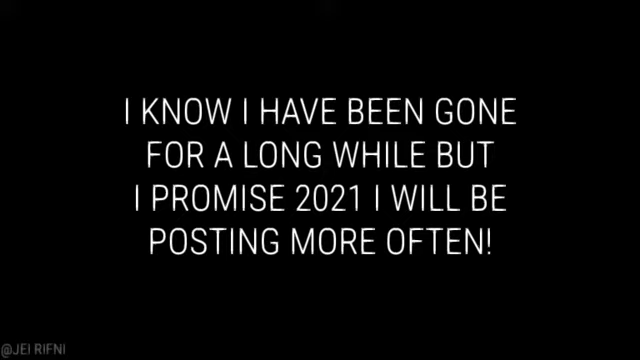 I KNOW I HAVE BEEN GONE
FOR A LONG WHILE BUT
I PROMISE 2021 I WILL BE
POSTING MORE OFTEN!
@JEI RIFNI